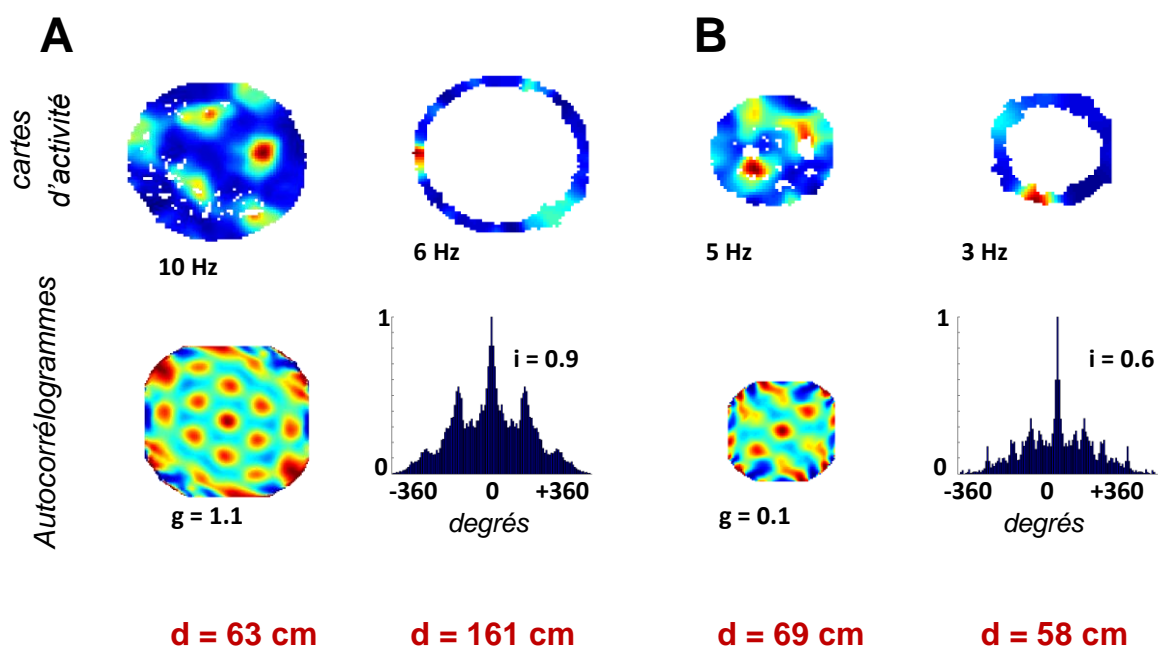 A
B
cartes
d'activité
10 Hz
6 Hz
5 Hz
3 Hz
Autocorrélogrammes
1
i = 0.9
0
-360 0 +360
degrés
g = 1.1
1
i = 0.6
0
-360 0 +360
degrés
g = 0.1
d = 63 cm
d = 161 cm
d = 69 cm
d = 58 cm